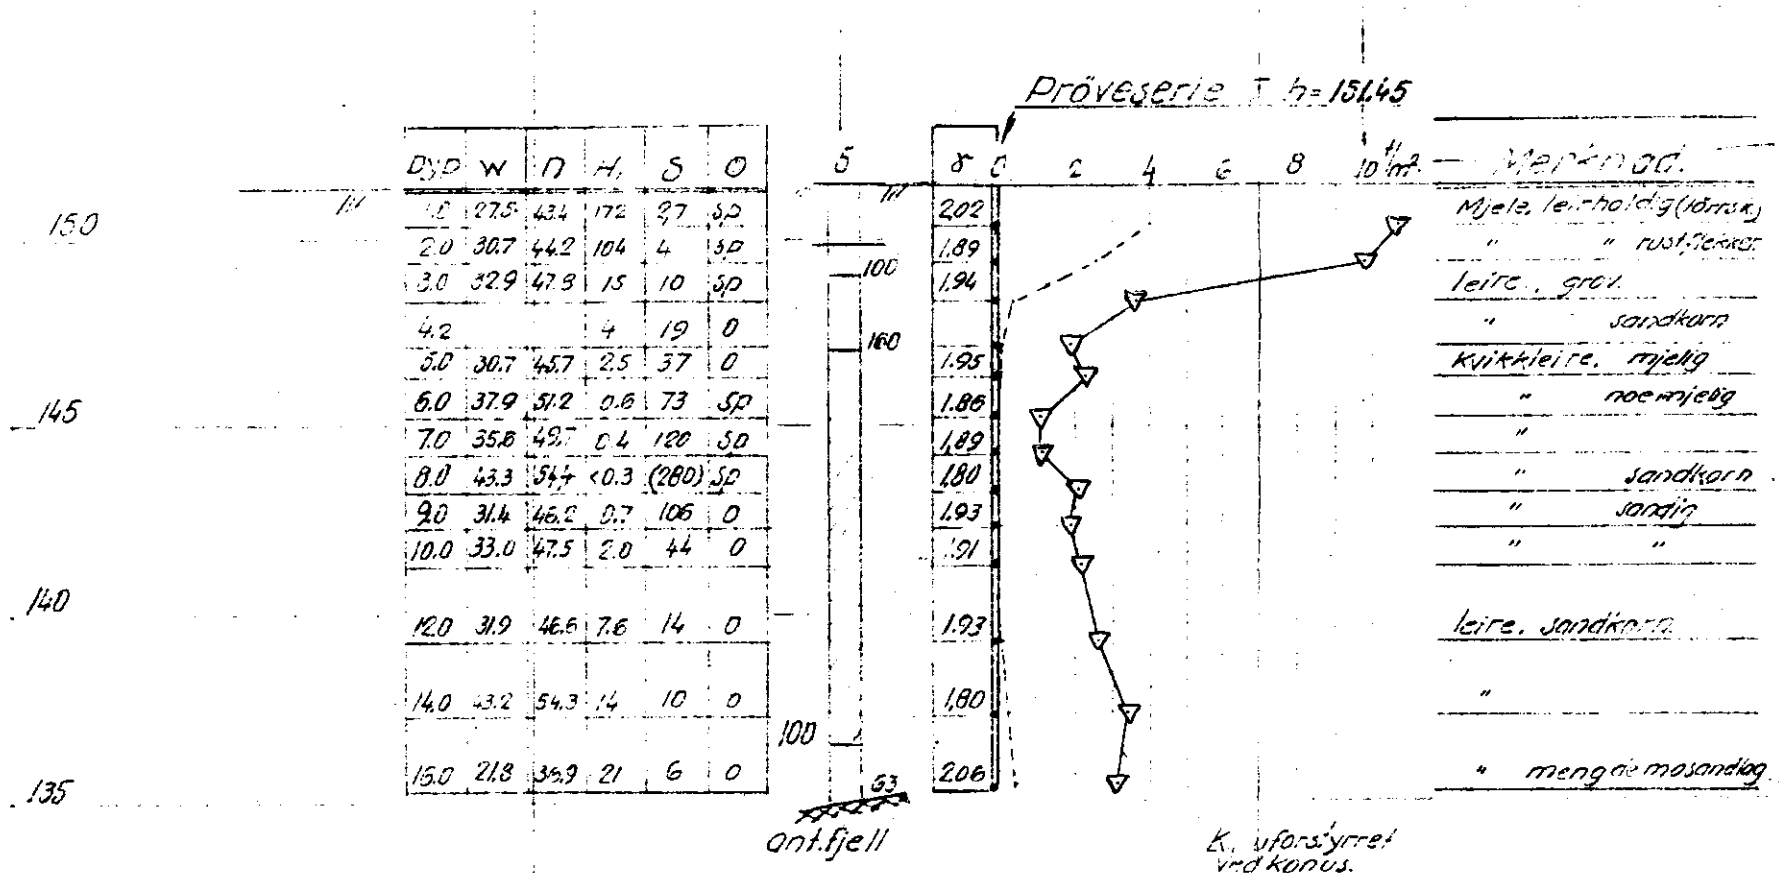 Pröveserie I h= 151.45
Dyp W n H₁ S O 5 γ 0 2 4 6 8 10 t/m². Merknad.
1.0 27.5 43.4 172 2,7 sp 2.02 Mjele, leirholdig (törrsk)
150
2.0 30.7 44.2 104 4 sp 1.89 " " rustflekker
100
3.0 32.9 47.8 15 10 sp 1.94 leire, grov.
4.2 4 19 0 " sandkorn
160
5.0 30.7 45.7 2.5 37 0 1.95 Kvikkleire, mjelig
6.0 37.9 51.2 0.6 73 sp 1.86 " noe mjelig
145
7.0 35.8 49.7 0.4 120 sp 1,89 "
8.0 43.3 54.4 <0.3 (280) sp 1,80 " sandkorn
9.0 31.4 46.2 0.7 106 0 1.93 " sandig
10.0 33.0 47.5 2.0 44 0 1.91 " "
140
12.0 31.9 46.6 7.6 14 0 1.93 leire, sandkorn
14.0 43.2 54.3 14 10 0 1,80 "
100
16.0 21.8 36.9 21 6 0 2.06 " mengde mosandlag
135
63
ant.fjell
K, uforstyrret
ved konus.